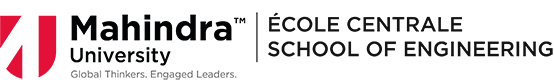 Mahindra™
University
Global Thinkers. Engaged Leaders.
ÉCOLE CENTRALE
SCHOOL OF ENGINEERING